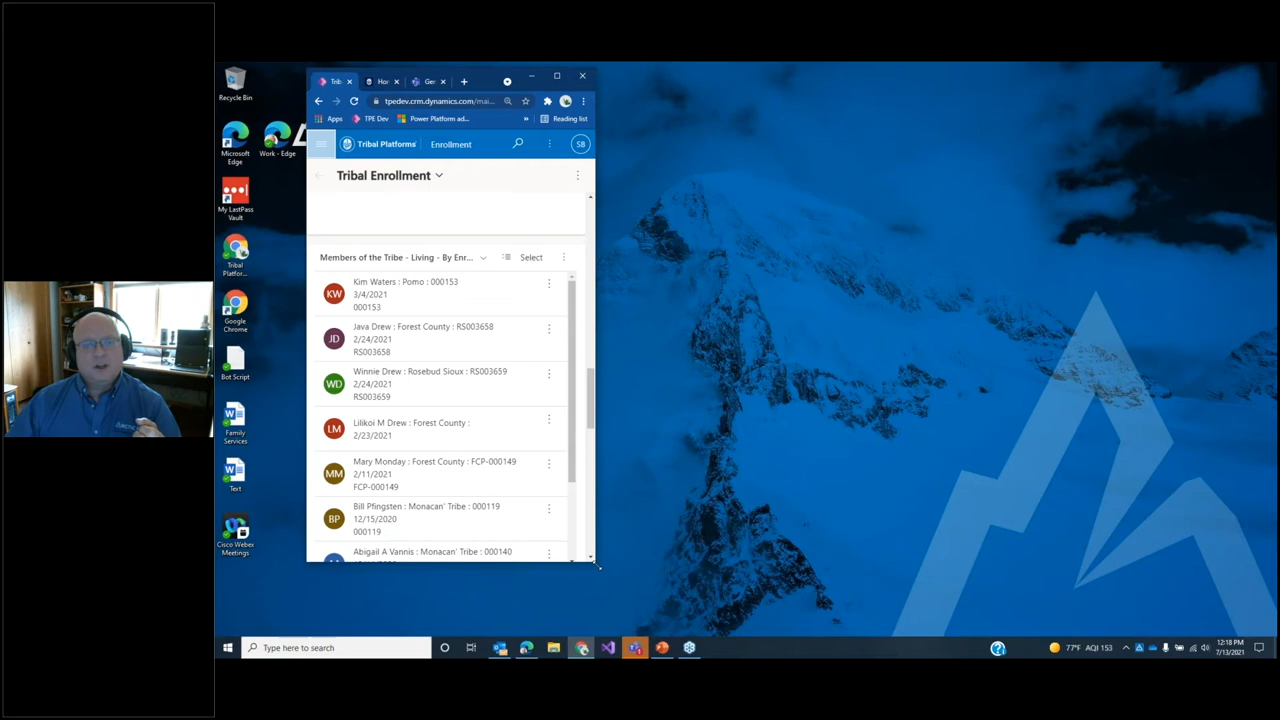 Recycle Bin
Microsoft
Edge
Work - Edge
My LastPass
Vault
Tribal
Platfor...
Google
Chrome
Bot Script
Family
Services
Text
Cisco Webex
Meetings
Trib
Hor
Ger
tpedev.crm.dynamics.com/mai...
Apps
TPE Dev
Power Platform ad...
»
Reading list
Tribal Platforms
Enrollment
SB
Tribal Enrollment
Members of the Tribe - Living - By Enr...
Select
KW
Kim Waters : Pomo : 000153
3/4/2021
000153
JD
Java Drew : Forest County : RS003658
2/24/2021
RS003658
WD
Winnie Drew : Rosebud Sioux : RS003659
2/24/2021
RS003659
LM
Lilikoi M Drew : Forest County :
2/23/2021
MM
Mary Monday : Forest County : FCP-000149
2/11/2021
FCP-000149
BP
Bill Pfingsten : Monacan' Tribe : 000119
12/15/2020
000119
Abigail A Vannis : Monacan' Tribe : 000140
Type here to search
77°F AQI 153
12:18 PM
7/13/2021